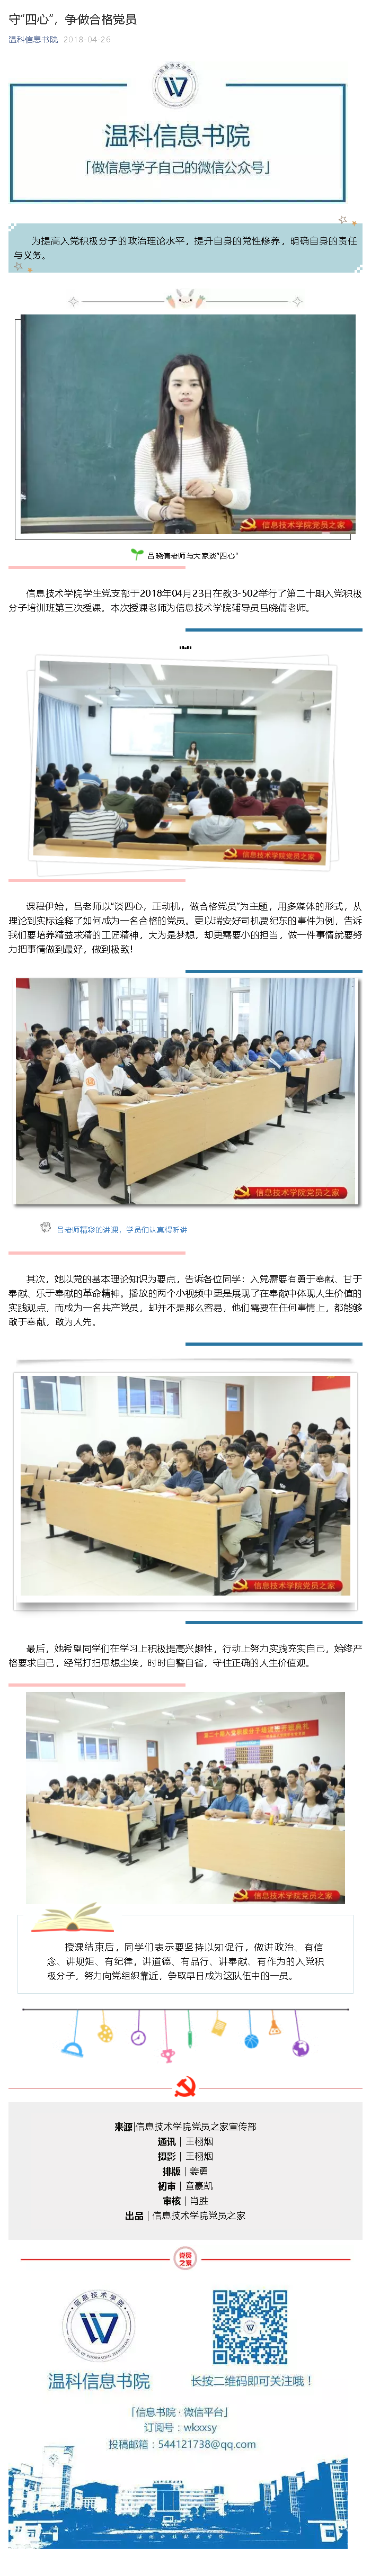 守“四心”，争做合格党员
温科信息书院 2018-04-26
信息技术学院
温科信息书院
「做信息学子自己的微信公众号」
为提高入党积极分子的政治理论水平，提升自身的党性修养，明确自身的责任
与义务。
信息技术学院党员之家
吕晓倩老师与大家谈“四心”
信息技术学院学生党支部于2018年04月23日在教3-502举行了第二十期入党积极
分子培训班第三次授课。本次授课老师为信息技术学院辅导员吕晓倩老师。
信息技术学院党员之家
课程伊始，吕老师以“谈四心，正动机，做合格党员”为主题，用多媒体的形式，从
理论到实际诠释了如何成为一名合格的党员。更以瑞安好司机贾纪东的事件为例，告诉
我们要培养精益求精的工匠精神，大为是梦想，却更需要小的担当，做一件事情就要努
力把事情做到最好，做到极致！
信息技术学院党员之家
吕老师精彩的讲课，学员们认真得听讲
其次，她以党的基本理论知识为要点，告诉各位同学：入党需要有勇于奉献、甘于
奉献、乐于奉献的革命精神。播放的两个小视频中更是展现了在奉献中体现人生价值的
实践观点，而成为一名共产党员，却并不是那么容易，他们需要在任何事情上，都能够
敢于奉献，敢为人先。
信息技术学院党员之家
最后，她希望同学们在学习上积极提高兴趣性，行动上努力实践充实自己，始终严
格要求自己，经常打扫思想尘埃，时时自警自省，守住正确的人生价值观。
第二十期入党积极分子培训班开班典礼
信息技术学院党员之家
授课结束后，同学们表示要坚持以知促行，做讲政治、有信
念、讲规矩、有纪律，讲道德、有品行、讲奉献、有作为的入党积
极分子，努力向党组织靠近，争取早日成为这队伍中的一员。
来源|信息技术学院党员之家宣传部
通讯｜王栩烟
摄影｜王栩烟
排版｜姜勇
初审｜章豪凯
审核｜肖胜
出品｜信息技术学院党员之家
党员
之家
信息技术学院
温科信息书院
长按二维码即可关注哦！
「信息书院 · 微信平台」
订阅号：wkxxsy
投稿邮箱：544121738@qq.com
温州科技职业学院